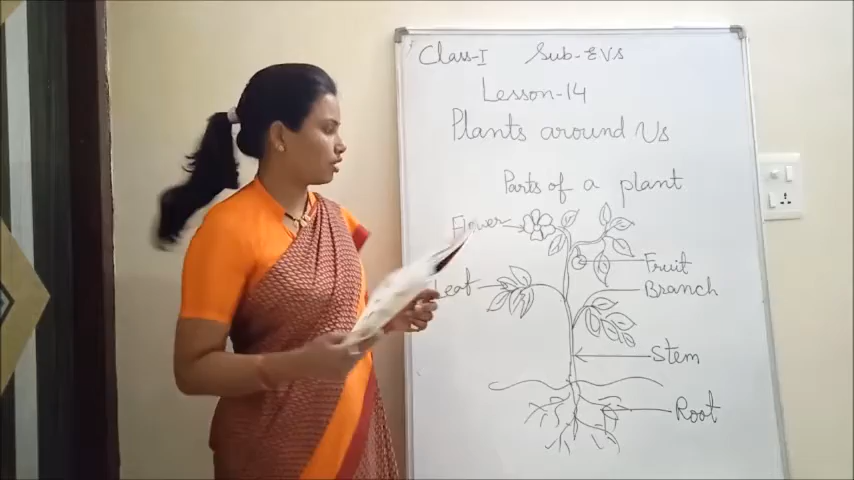 Class-I Sub-EVS
Lesson-14
Plants around Us
Parts of a plant
Flower
Fruit
Leaf
Branch
Stem
Root